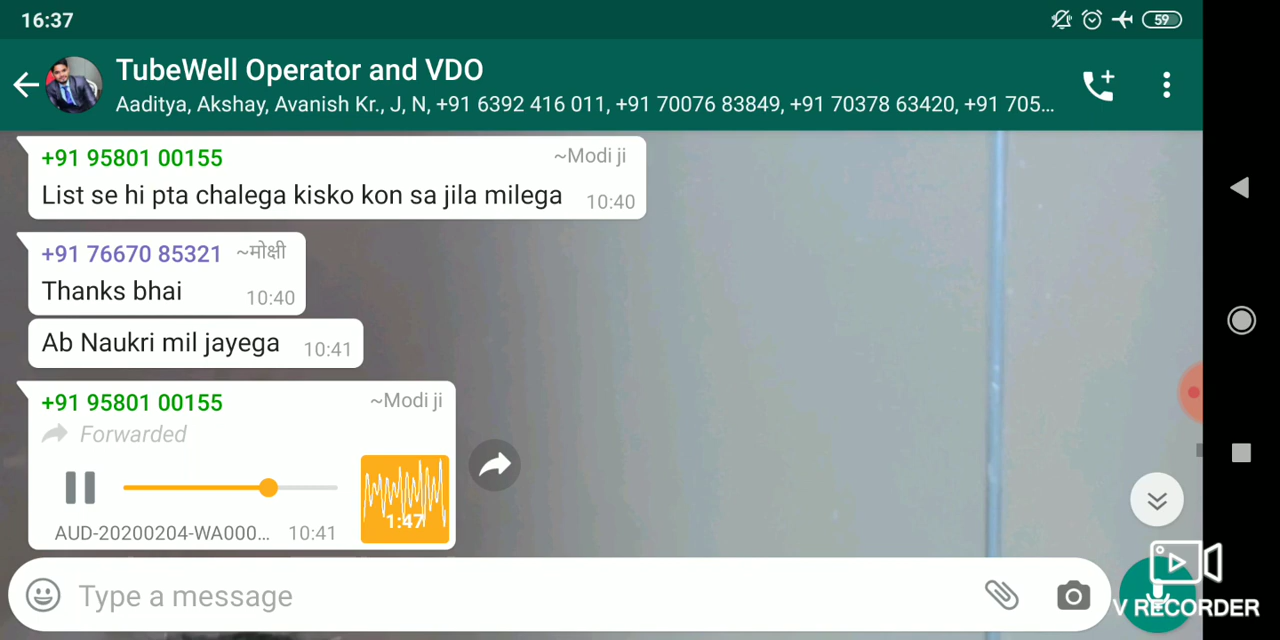 16:37
59
TubeWell Operator and VDO
Aaditya, Akshay, Avanish Kr., J, N, +91 6392 416 011, +91 70076 83849, +91 70378 63420, +91 705...
+91 95801 00155 ~Modi ji
List se hi pta chalega kisko kon sa jila milega 10:40
+91 76670 85321 ~मोक्षी
Thanks bhai 10:40
Ab Naukri mil jayega 10:41
+91 95801 00155 ~Modi ji
Forwarded
1:47
AUD-20200204-WA000... 10:41
Type a message
V RECORDER